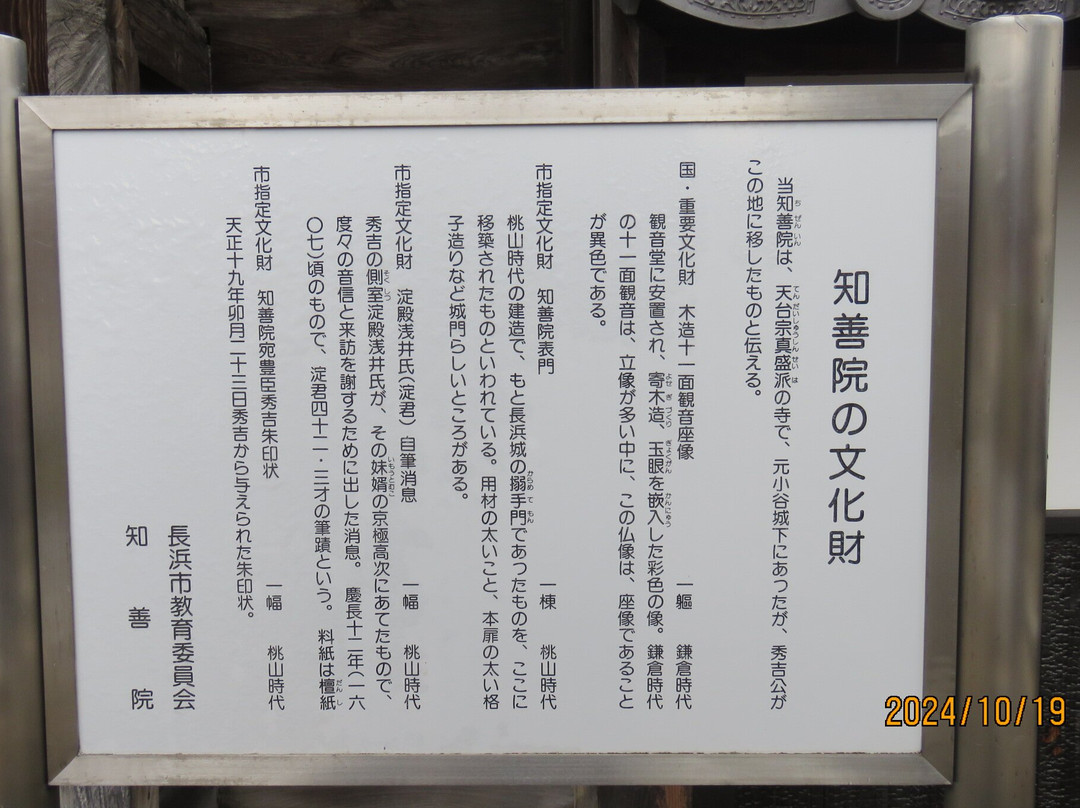 知善院の文化財
当知善院は、天台宗真盛派の寺で、元小谷城下にあったが、秀吉公が
この地に移したものと伝える。
国・重要文化財　木造十一面観音座像　一軀　鎌倉時代
観音堂に安置され、寄木造、玉眼を嵌入した彩色の像。鎌倉時代
の十一面観音は、立像が多い中に、この仏像は、座像であること
が異色である。
市指定文化財　知善院表門　一棟　桃山時代
桃山時代の建造で、もと長浜城の搦手門であったものを、ここに
移築されたものといわれている。用材の太いこと、本扉の太い格
子造りなど城門らしいところがある。
市指定文化財　淀殿浅井氏(淀君)自筆消息　一幅　桃山時代
秀吉の側室淀殿浅井氏が、その妹婿の京極高次にあてたもので、
度々の音信と来訪を謝するために出した消息。慶長十二年(一六
〇七)頃のもので、淀君四十二・三才の筆蹟という。料紙は檀紙
市指定文化財　知善院宛豊臣秀吉朱印状　一幅　桃山時代
天正十九年卯月二十三日秀吉から与えられた朱印状。
長浜市教育委員会
知善院
2024/10/19